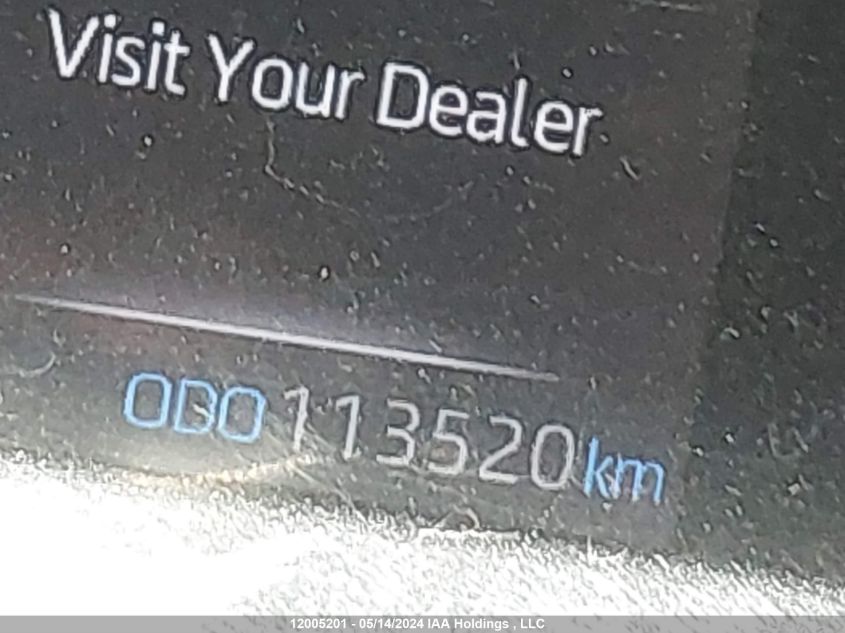 Visit Your Dealer
ODO 113520 km
12005201 - 05/14/2024 IAA Holdings , LLC